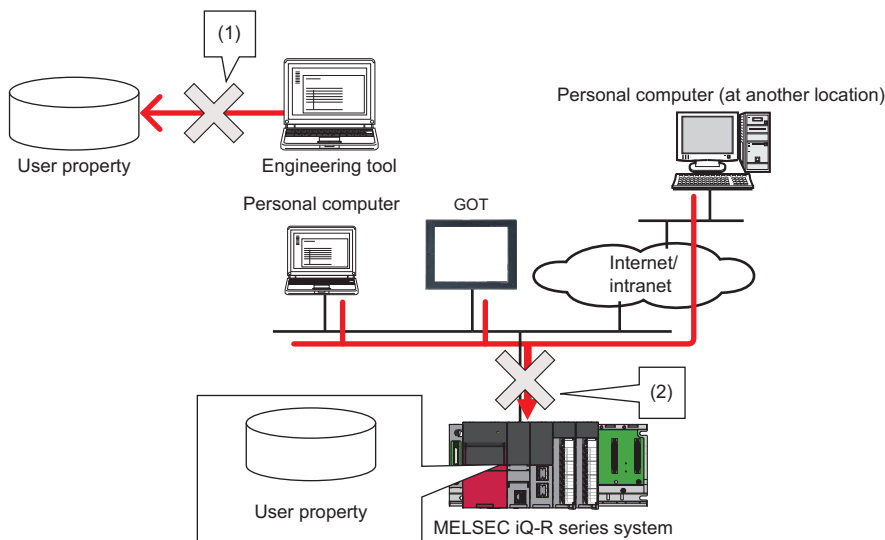 (1)
User property
Engineering tool
Personal computer (at another location)
Personal computer
GOT
Internet/
intranet
(2)
User property
MELSEC iQ-R series system